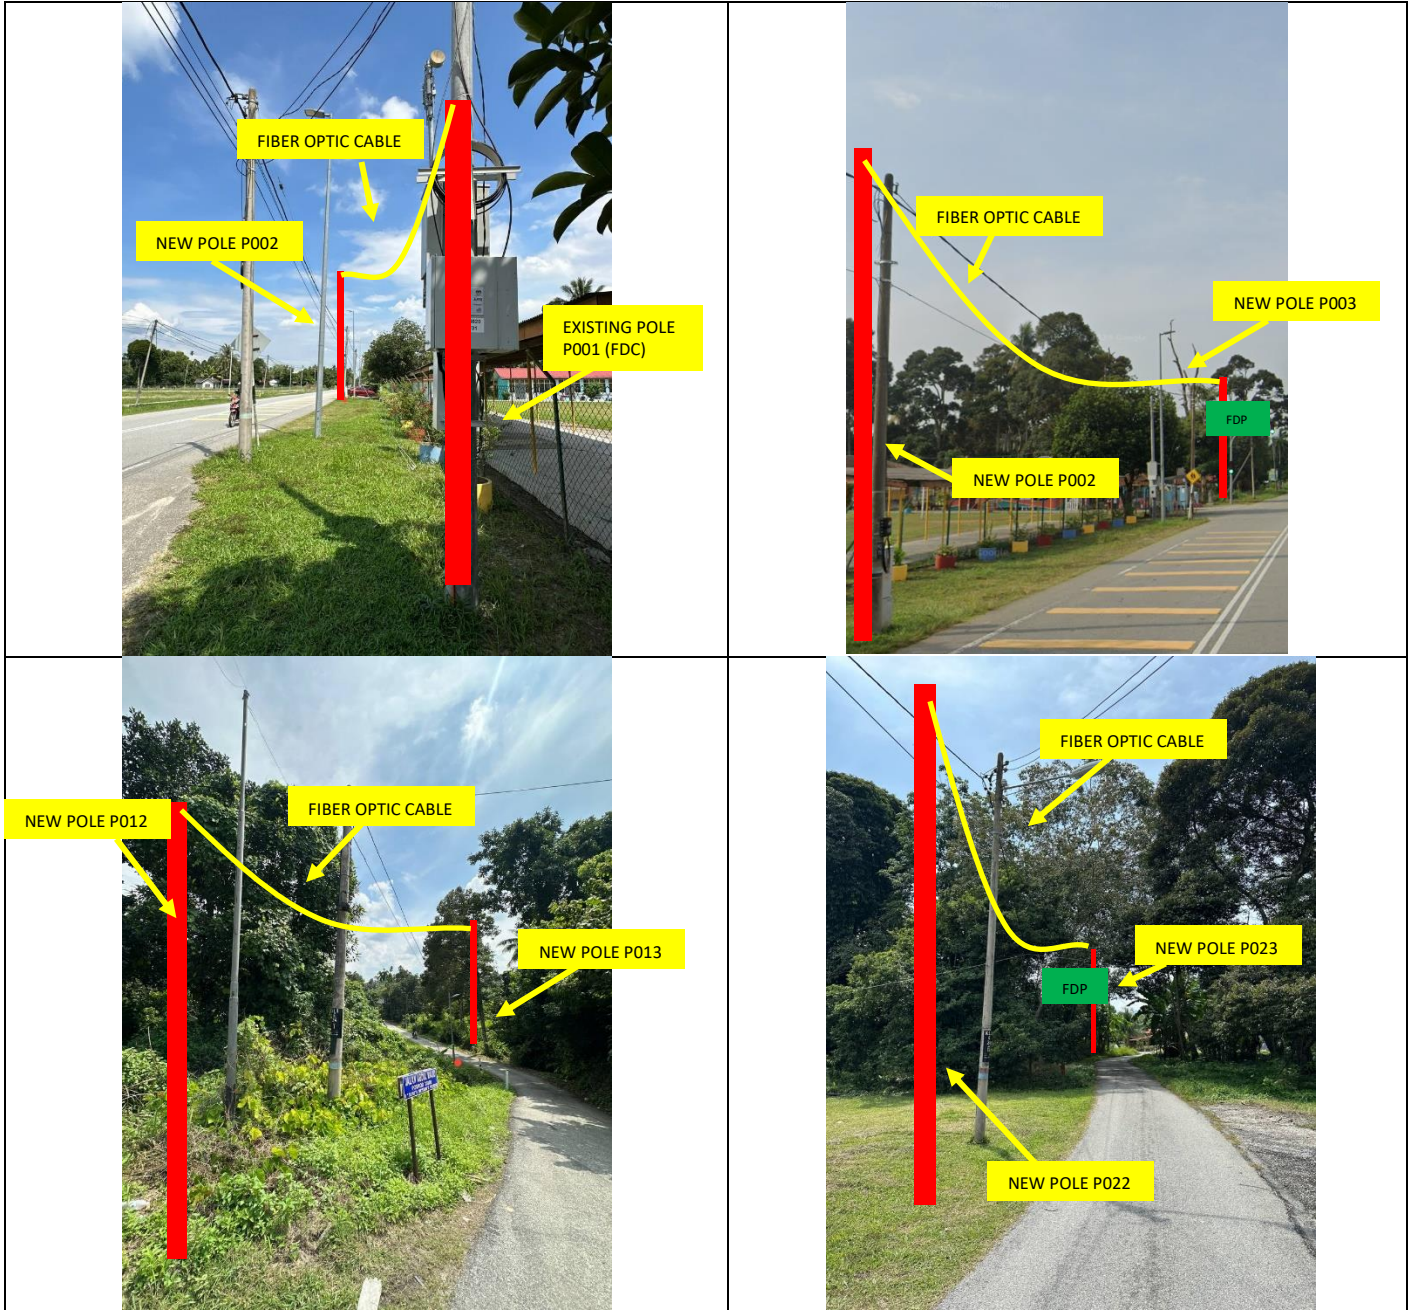 FIBER OPTIC CABLE
NEW POLE P002
EXISTING POLE
P001 (FDC)
FIBER OPTIC CABLE
NEW POLE P003
FDP
NEW POLE P002
FIBER OPTIC CABLE
NEW POLE P012
NEW POLE P013
FIBER OPTIC CABLE
NEW POLE P023
FDP
NEW POLE P022